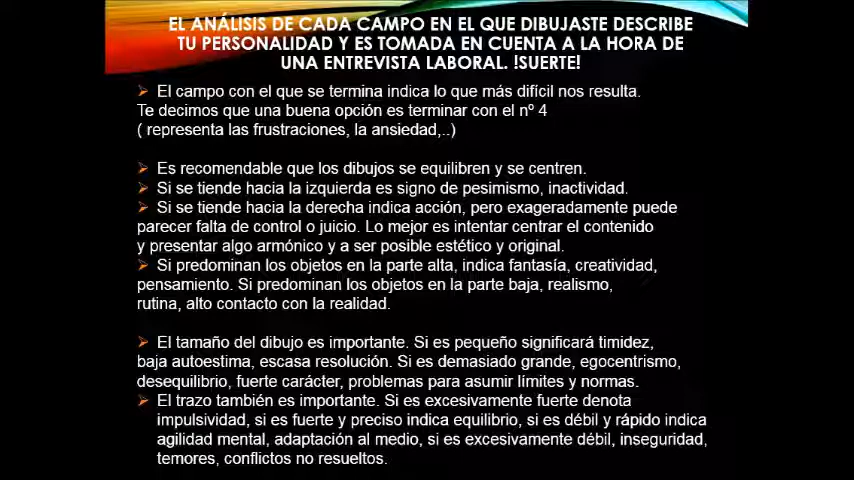 EL ANÁLISIS DE CADA CAMPO EN EL QUE DIBUJASTE DESCRIBE
TU PERSONALIDAD Y ES TOMADA EN CUENTA A LA HORA DE
UNA ENTREVISTA LABORAL. !SUERTE!
El campo con el que se termina indica lo que más difícil nos resulta.
Te decimos que una buena opción es terminar con el nº 4
( representa las frustraciones, la ansiedad,..)
Es recomendable que los dibujos se equilibren y se centren.
Si se tiende hacia la izquierda es signo de pesimismo, inactividad.
Si se tiende hacia la derecha indica acción, pero exageradamente puede
parecer falta de control o juicio. Lo mejor es intentar centrar el contenido
y presentar algo armónico y a ser posible estético y original.
Si predominan los objetos en la parte alta, indica fantasía, creatividad,
pensamiento. Si predominan los objetos en la parte baja, realismo,
rutina, alto contacto con la realidad.
El tamaño del dibujo es importante. Si es pequeño significará timidez,
baja autoestima, escasa resolución. Si es demasiado grande, egocentrismo,
desequilibrio, fuerte carácter, problemas para asumir límites y normas.
El trazo también es importante. Si es excesivamente fuerte denota
impulsividad, si es fuerte y preciso indica equilibrio, si es débil y rápido indica
agilidad mental, adaptación al medio, si es excesivamente débil, inseguridad,
temores, conflictos no resueltos.